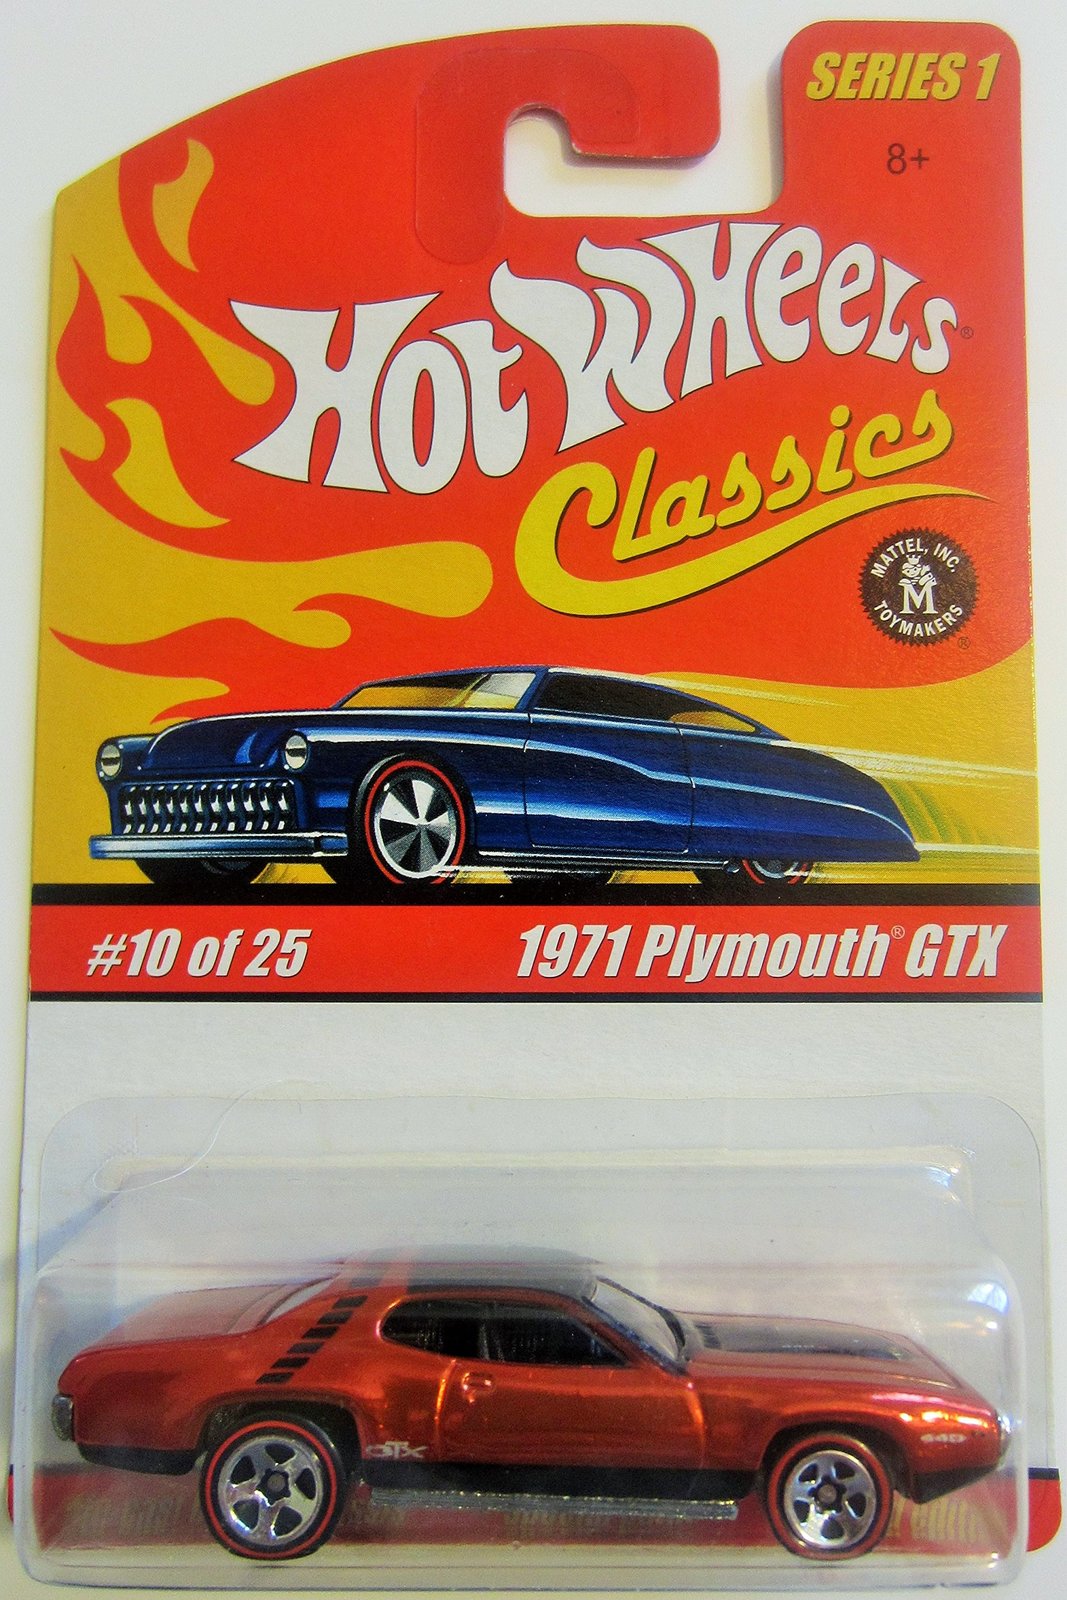 SERIES 1
8+
Hot Wheels®
Classics
MATTEL, INC.
M
TOYMAKERS®
#10 of 25
1971 Plymouth® GTX
GTX
440